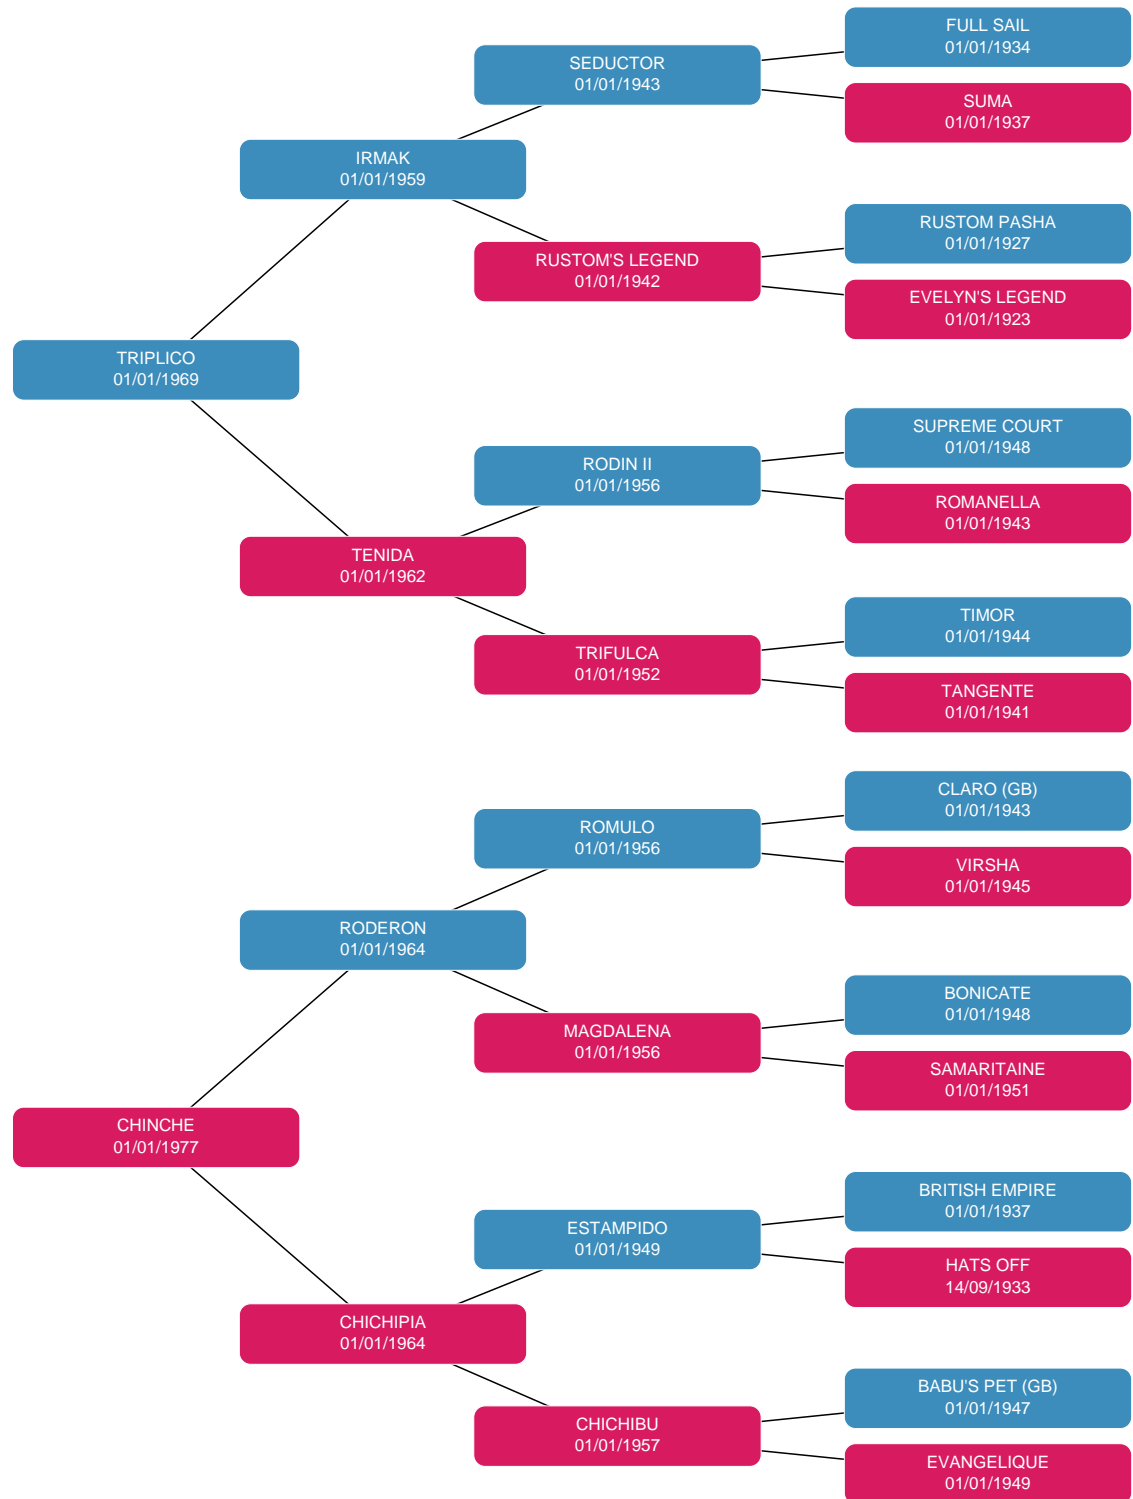 FULL SAIL
01/01/1934
SEDUCTOR
01/01/1943
SUMA
01/01/1937
IRMAK
01/01/1959
RUSTOM PASHA
01/01/1927
RUSTOM'S LEGEND
01/01/1942
EVELYN'S LEGEND
01/01/1923
TRIPLICO
01/01/1969
SUPREME COURT
01/01/1948
RODIN II
01/01/1956
ROMANELLA
01/01/1943
TENIDA
01/01/1962
TIMOR
01/01/1944
TRIFULCA
01/01/1952
TANGENTE
01/01/1941
CLARO (GB)
01/01/1943
ROMULO
01/01/1956
VIRSHA
01/01/1945
RODERON
01/01/1964
BONICATE
01/01/1948
MAGDALENA
01/01/1956
SAMARITAINE
01/01/1951
CHINCHE
01/01/1977
BRITISH EMPIRE
01/01/1937
ESTAMPIDO
01/01/1949
HATS OFF
14/09/1933
CHICHIPIA
01/01/1964
BABU'S PET (GB)
01/01/1947
CHICHIBU
01/01/1957
EVANGELIQUE
01/01/1949